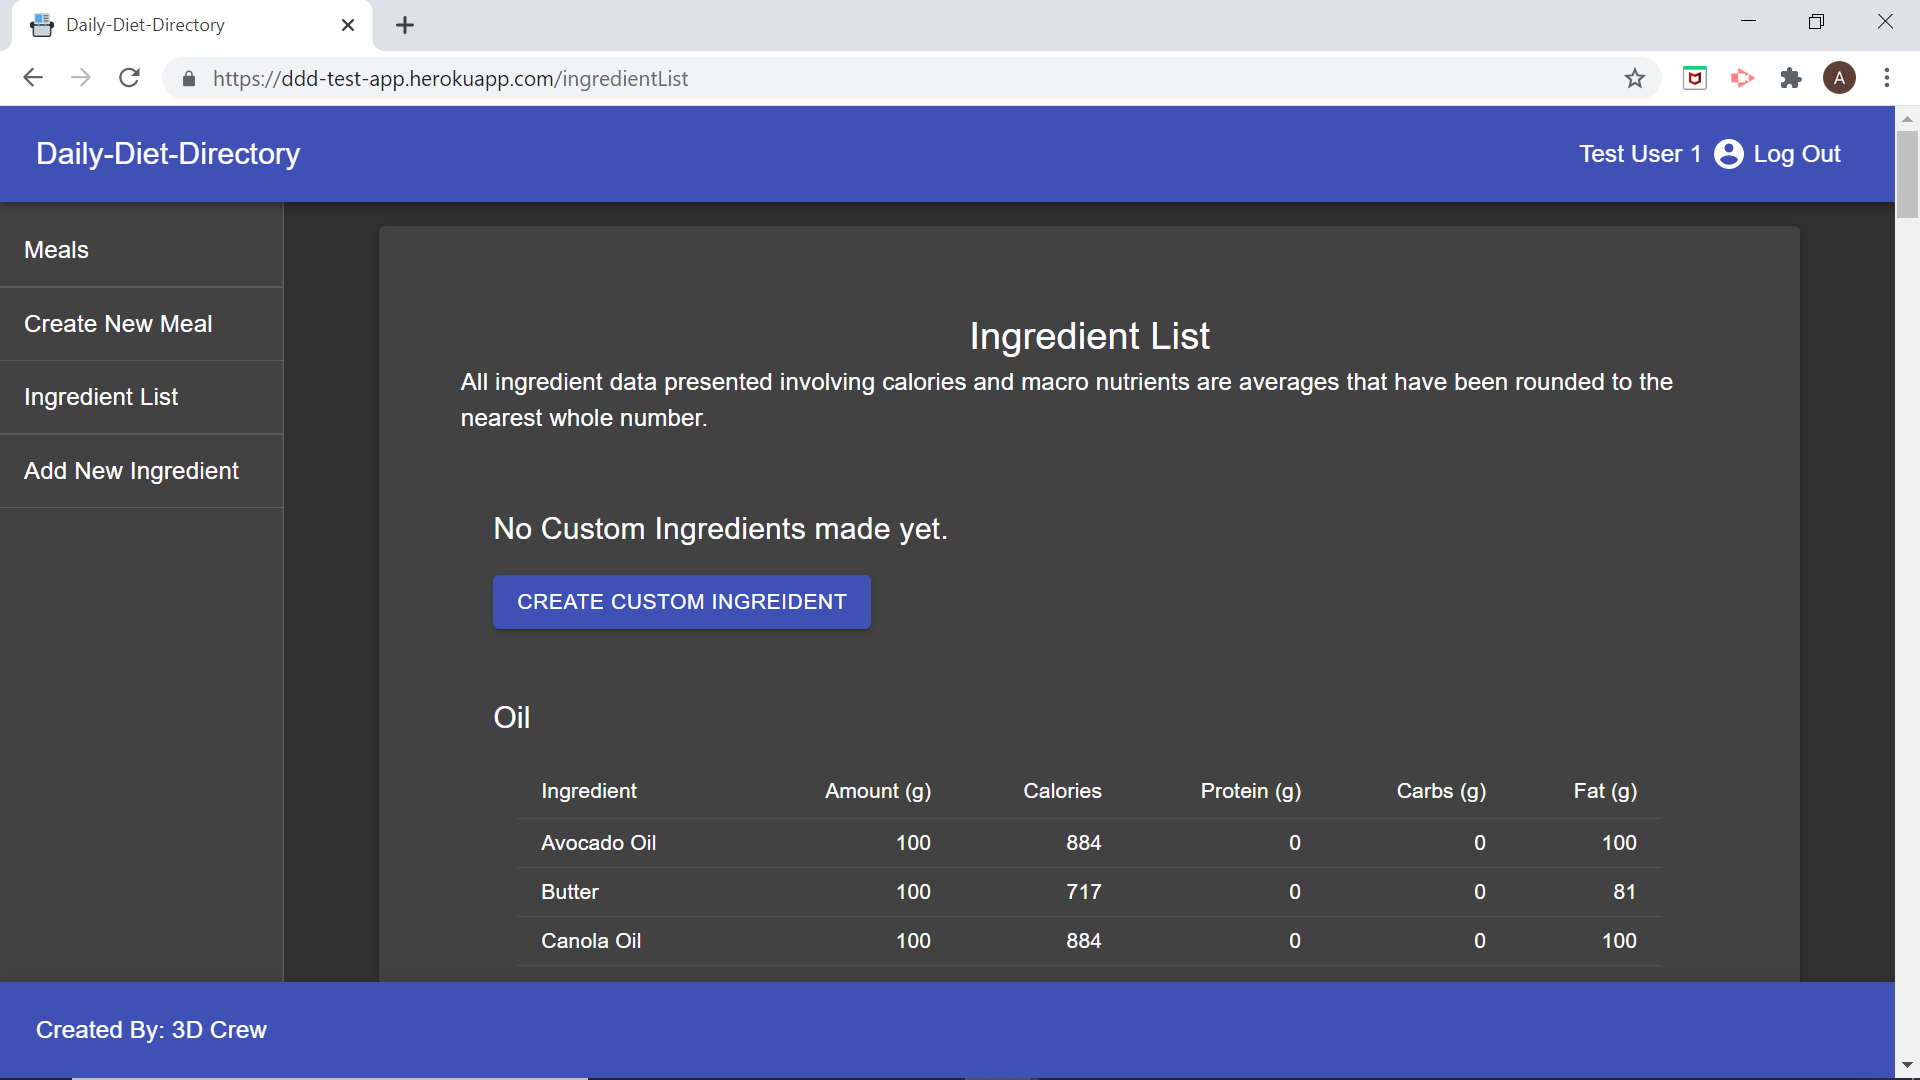 Daily-Diet-Directory
https://ddd-test-app.herokuapp.com/ingredientList
A
Daily-Diet-Directory
Test User 1 Log Out
Meals
Create New Meal
Ingredient List
Add New Ingredient
Ingredient List
All ingredient data presented involving calories and macro nutrients are averages that have been rounded to the
nearest whole number.
No Custom Ingredients made yet.
CREATE CUSTOM INGREIDENT
Oil
Ingredient Amount (g) Calories Protein (g) Carbs (g) Fat (g)
Avocado Oil 100 884 0 0 100
Butter 100 717 0 0 81
Canola Oil 100 884 0 0 100
Created By: 3D Crew